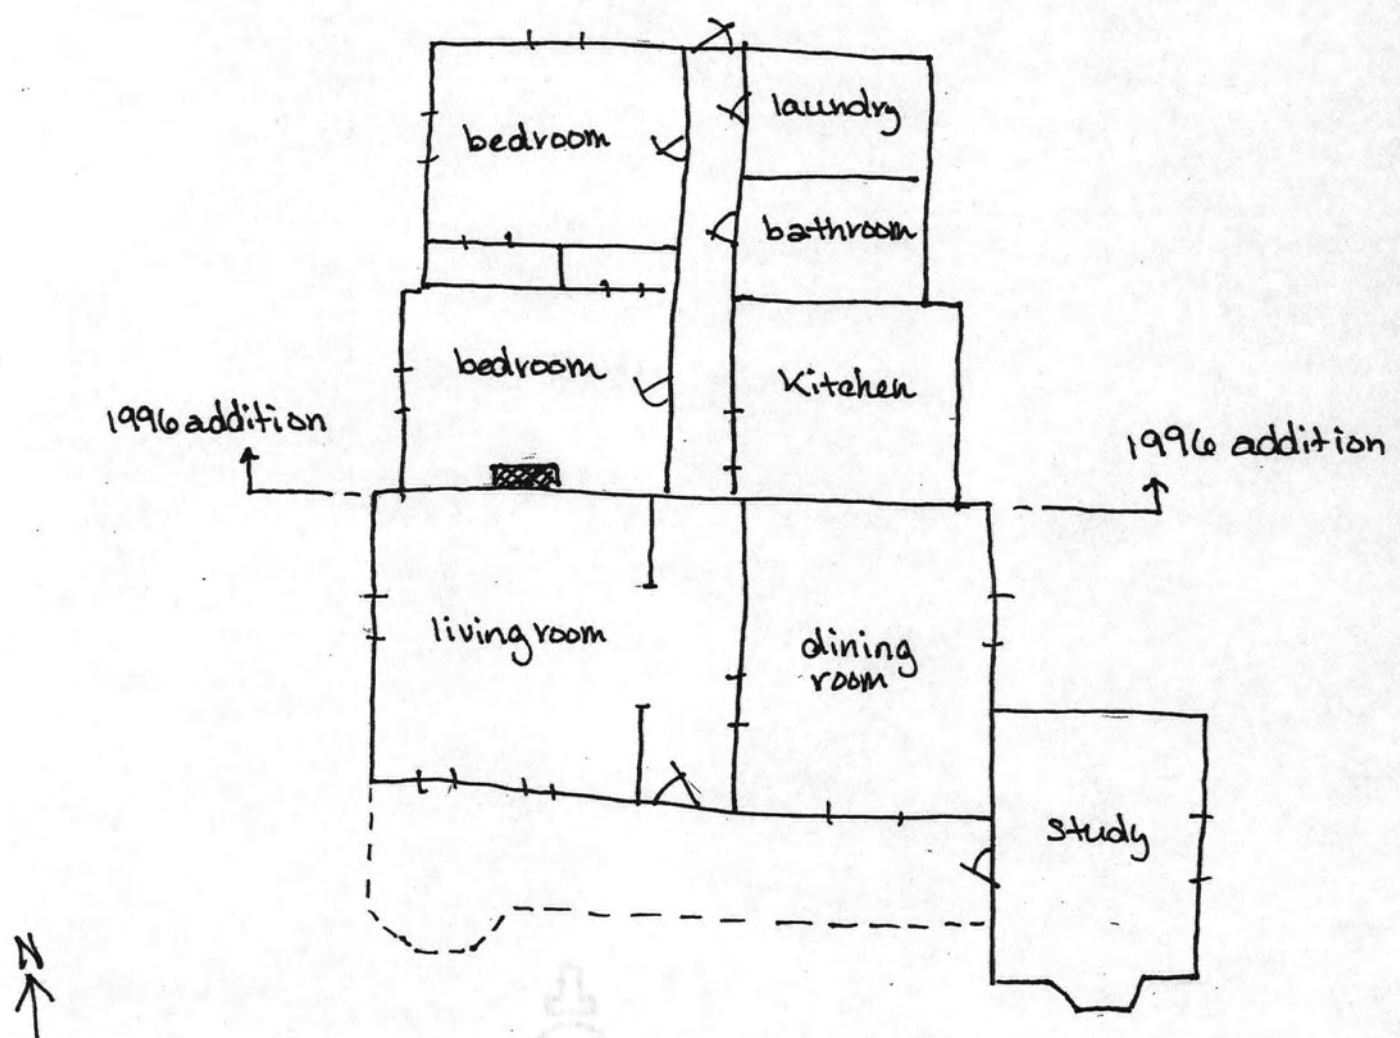 laundry
bedroom
bathroom
bedroom
Kitchen
1996 addition
1996 addition
living room
dining
room
study
N